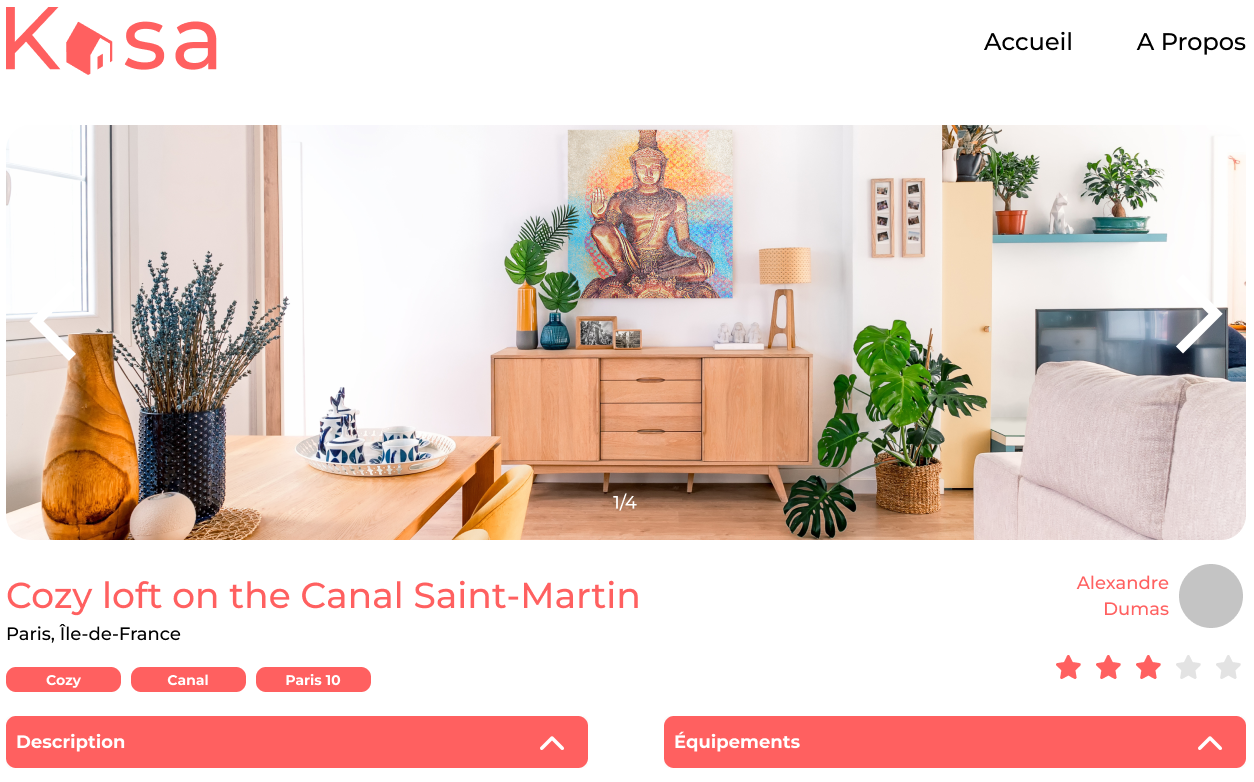 Kasa
Accueil
A Propos
1/4
Cozy loft on the Canal Saint-Martin
Alexandre
Dumas
Paris, Île-de-France
Cozy
Canal
Paris 10
Description
Équipements